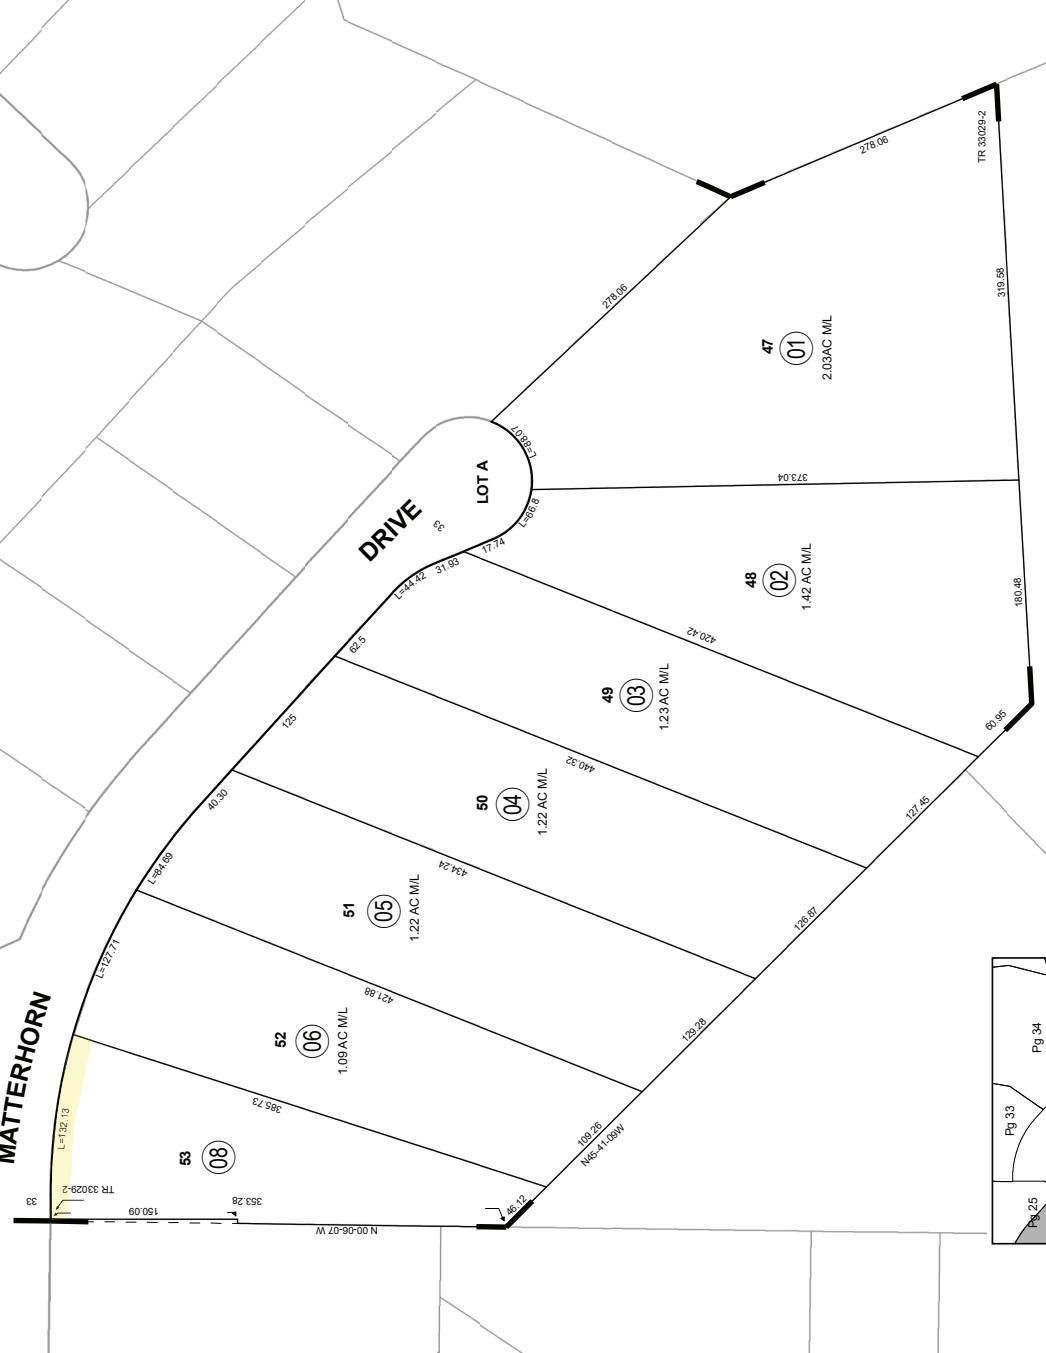 TR 33029-2
278.06
278.06
319.58
47
01
2.03AC M/L
L=88.07
LOT A
373.04
L=66.8
DRIVE
33
17.74
31.93
L=44.42
48
02
1.42 AC M/L
180.48
62.5
420.42
49
03
1.23 AC M/L
60.95
125
440.32
50
04
1.22 AC M/L
127.45
40.30
L=84.69
434.24
51
05
1.22 AC M/L
126.87
L=127.71
421.88
MATTERHORN
52
06
1.09 AC M/L
129.28
385.73
L=132.13
109.26
N45-41-09W
53
08
TR 33029-2
33
150.09
353.28
46.12
N 00-06-07 W
Pg 34
Pg 33
Pg 25